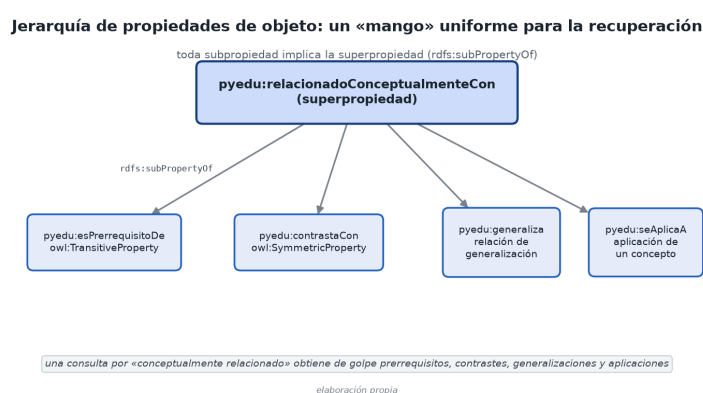 Jerarquía de propiedades de objeto: un «mango» uniforme para la recuperación
toda subpropiedad implica la superpropiedad (rdfs:subPropertyOf)
pyedu:relacionadoConceptualmenteCon
(superpropiedad)
rdfs:subPropertyOf
pyedu:esPrerrequisitoDe
owl:TransitiveProperty
pyedu:contrastaCon
owl:SymmetricProperty
pyedu:generaliza
relación de
generalización
pyedu:seAplicaA
aplicación de
un concepto
una consulta por «conceptualmente relacionado» obtiene de golpe prerrequisitos, contrastes, generalizaciones y aplicaciones
elaboración propia